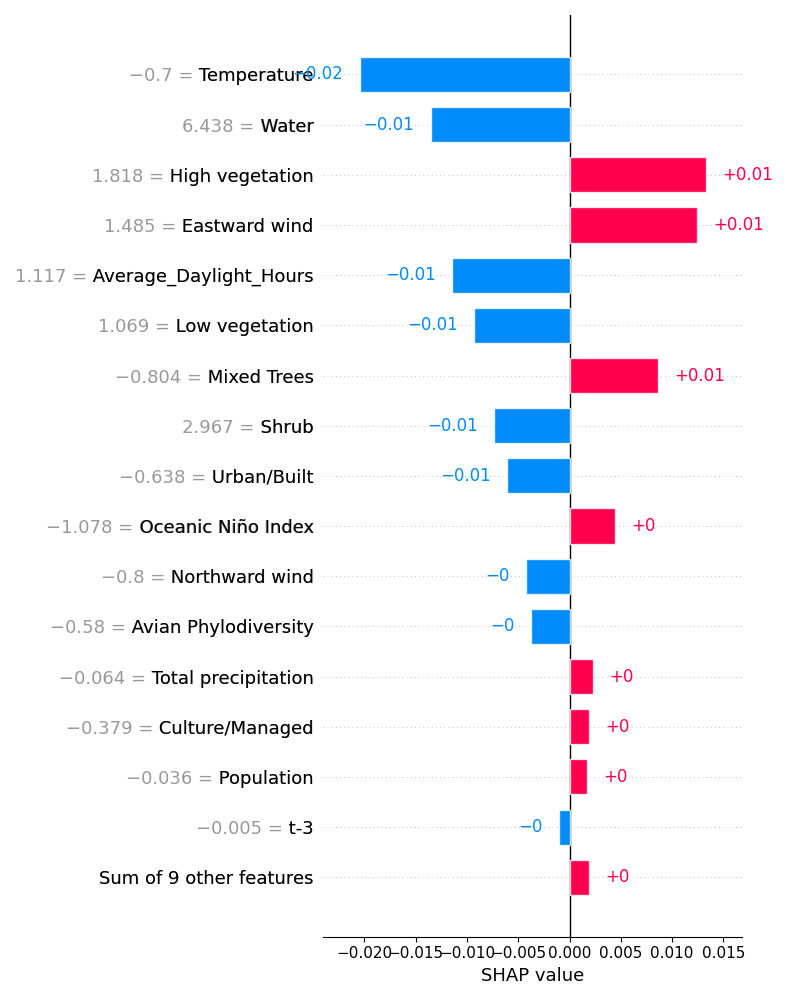 −0.7 = Temperature −0.02
6.438 = Water −0.01
1.818 = High vegetation +0.01
1.485 = Eastward wind +0.01
1.117 = Average_Daylight_Hours −0.01
1.069 = Low vegetation −0.01
−0.804 = Mixed Trees +0.01
2.967 = Shrub −0.01
−0.638 = Urban/Built −0.01
−1.078 = Oceanic Niño Index +0
−0.8 = Northward wind −0
−0.58 = Avian Phylodiversity −0
−0.064 = Total precipitation +0
−0.379 = Culture/Managed +0
−0.036 = Population +0
−0.005 = t-3 −0
Sum of 9 other features +0
−0.020 −0.015 −0.010 −0.005 0.000 0.005 0.010 0.015
SHAP value